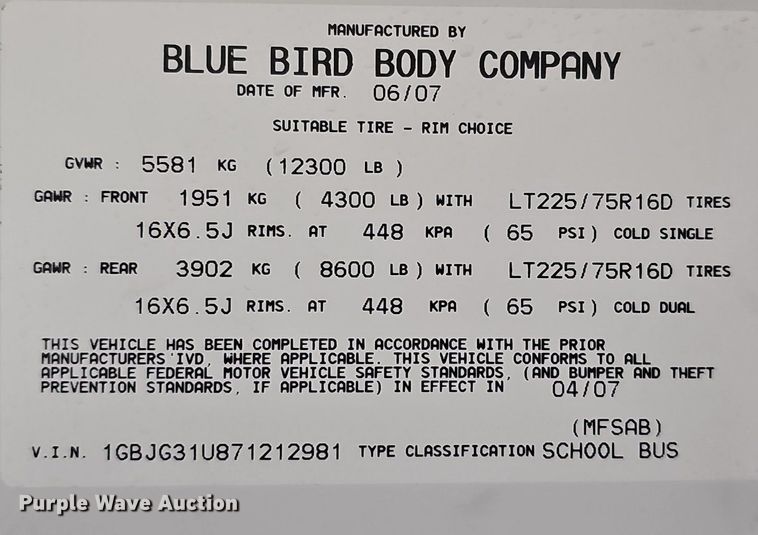 MANUFACTURED BY
BLUE BIRD BODY COMPANY
DATE OF MFR. 06/07
SUITABLE TIRE - RIM CHOICE
GVWR : 5581 KG (12300 LB )
GAWR : FRONT 1951 KG ( 4300 LB ) WITH LT225/75R16D TIRES
16X6.5J RIMS. AT 448 KPA ( 65 PSI ) COLD SINGLE
GAWR : REAR 3902 KG ( 8600 LB ) WITH LT225/75R16D TIRES
16X6.5J RIMS. AT 448 KPA ( 65 PSI ) COLD DUAL
THIS VEHICLE HAS BEEN COMPLETED IN ACCORDANCE WITH THE PRIOR
MANUFACTURERS'IVD, WHERE APPLICABLE. THIS VEHICLE CONFORMS TO ALL
APPLICABLE FEDERAL MOTOR VEHICLE SAFETY STANDARDS, (AND BUMPER AND THEFT
PREVENTION STANDARDS, IF APPLICABLE) IN EFFECT IN 04/07
(MFSAB)
V.I.N. 1GBJG31U871212981 TYPE CLASSIFICATION SCHOOL BUS
Purple Wave Auction